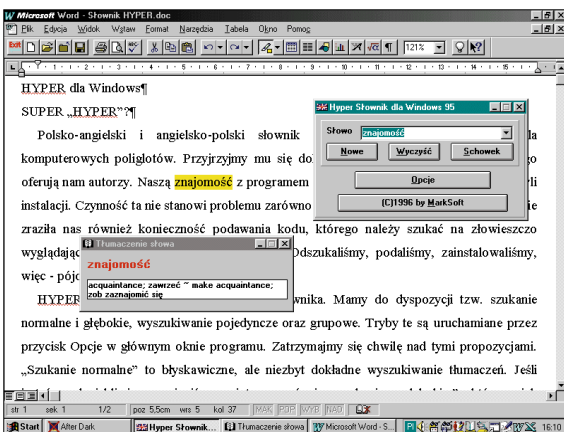 Microsoft Word - Słownik HYPER.doc
Plik Edycja Widok Wstaw Format Narzędzia Tabela Okno Pomoc
EXIT 121%
HYPER dla Windows¶
SUPER „HYPER”?¶
Hyper Słownik dla Windows 95
Słowo znajomość
Nowe Wyczyść Schowek
Opcje
(C)1996 by MarkSoft
Polsko-angielski i angielsko-polski słownik
komputerowych poliglotów. Przyjrzyjmy mu się
oferują nam autorzy. Naszą znajomość z programem
instalacji. Czynność ta nie stanowi problemu zarówno
zraziła nas również konieczność podawania kodu, którego należy szukać na złowieszczo
Odszukaliśmy, podaliśmy, zainstalowaliśmy,
więc -
Tłumaczenie słowa
znajomość
acquaintance; zawrzeć ~ make acquaintance;
zob zaznajomić się
HYPER Mamy do dyspozycji tzw. szukanie
normalne i głębokie, wyszukiwanie pojedyncze oraz grupowe. Tryby te są uruchamiane przez
przycisk Opcje w głównym oknie programu. Zatrzymajmy się chwilę nad tymi propozycjami.
„Szukanie normalne” to błyskawiczne, ale niezbyt dokładne wyszukiwanie tłumaczeń. Jeśli
str 1 sek 1 1/2 poz 5,5cm wrs 5 kol 37 MAK POP WYB NAD
Start After Dark Hyper Słownik... Tłumaczenie słowa Microsoft Word - S... 16:10